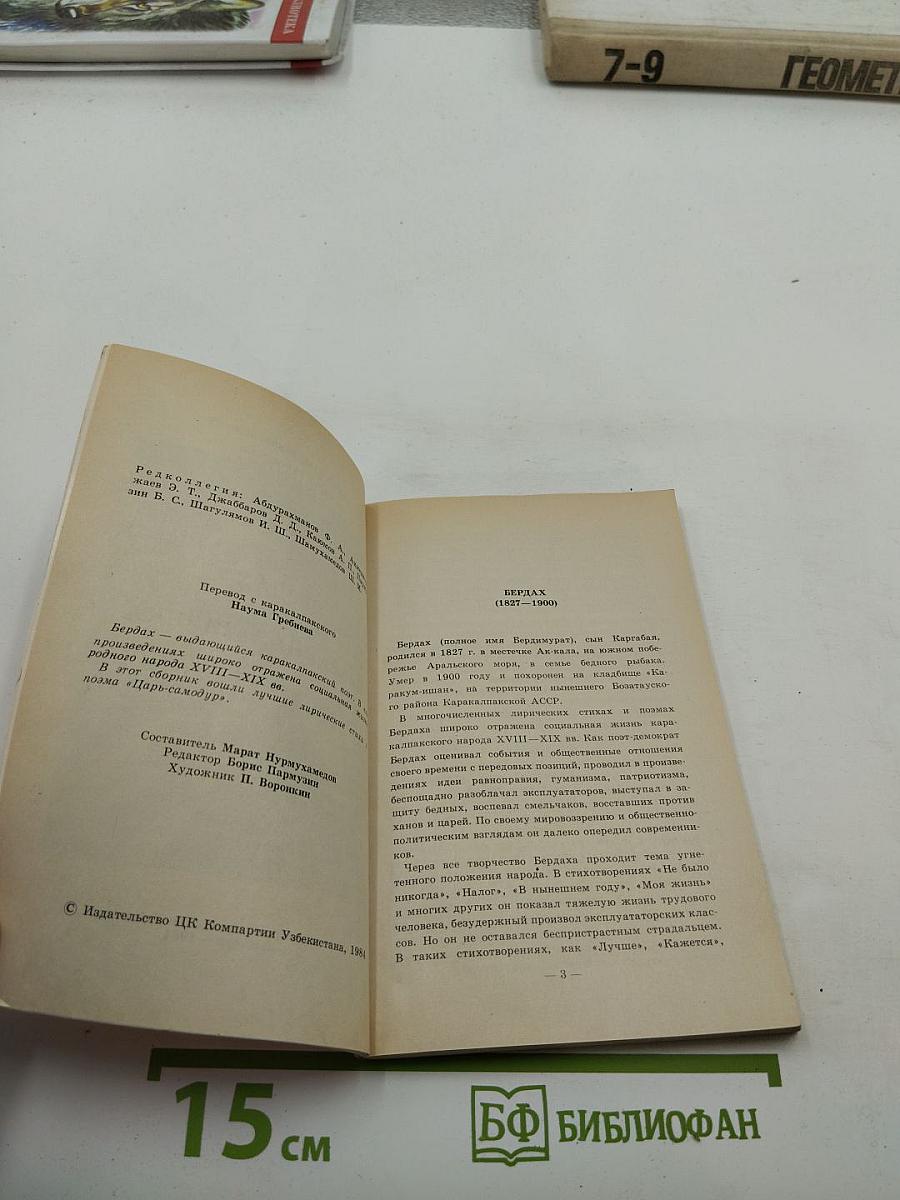 БЛИОТЕКА
7-9
ГЕОМЕТ
Редколлегия: Абдурахманов Ф. А.,
жаев Э. Т., Джаббаров Д. Д., Каюмов А. П.,
зин Б. С., Шагулямов И. Ш., Шамухамедов Ш. Ж.
Перевод с каракалпакского
Наума Гребнева
Бердах — выдающийся каракалпакский поэт. В
произведениях широко отражена социальная
родного народа XVIII—XIX вв.
В этот сборник вошли лучшие лирические стихи
поэма «Царь-самодур».
Составитель Марат Нурмухамедов
Редактор Борис Пармузин
Художник П. Воронкин
© Издательство ЦК Компартии Узбекистана, 1984
БЕРДАХ
(1827—1900)
Бердах (полное имя Бердимурат), сын Каргабая,
родился в 1827 г. в местечке Ак-кала, на южном побе-
режье Аральского моря, в семье бедного рыбака.
Умер в 1900 году и похоронен на кладбище «Ка-
ракум-ишан», на территории нынешнего Бозатауско-
го района Каракалпакской АССР.
В многочисленных лирических стихах и поэмах
Бердаха широко отражена социальная жизнь кара-
калпакского народа XVIII—XIX вв. Как поэт-демократ
Бердах оценивал события и общественные отношения
своего времени с передовых позиций, проводил в произве-
дениях идеи равноправия, гуманизма, патриотизма,
беспощадно разоблачал эксплуататоров, выступал в за-
щиту бедных, воспевал смельчаков, восставших против
ханов и царей. По своему мировоззрению и общественно-
политическим взглядам он далеко опередил современни-
ков.
Через все творчество Бердаха проходит тема угне-
тенного положения народа. В стихотворениях «Не было
никогда», «Налог», «В нынешнем году», «Моя жизнь»
и многих других он показал тяжелую жизнь трудового
человека, безудержный произвол эксплуататорских клас-
сов. Но он не оставался беспристрастным страдальцем.
В таких стихотворениях, как «Лучше», «Кажется»,
— 3 —
15 см
БФ БИБЛИОФАН